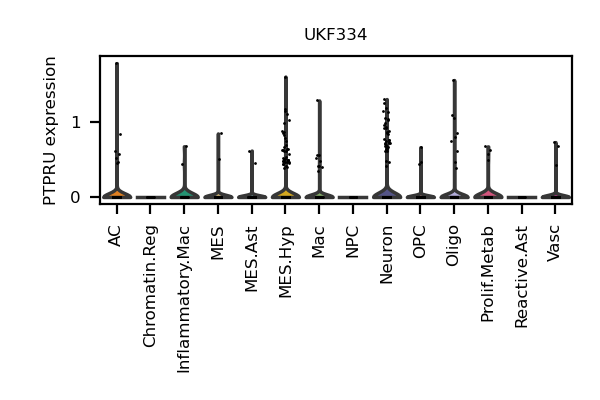 UKF334
PTPRU expression
1
0
AC
Chromatin.Reg
Inflammatory.Mac
MES
MES.Ast
MES.Hyp
Mac
NPC
Neuron
OPC
Oligo
Prolif.Metab
Reactive.Ast
Vasc